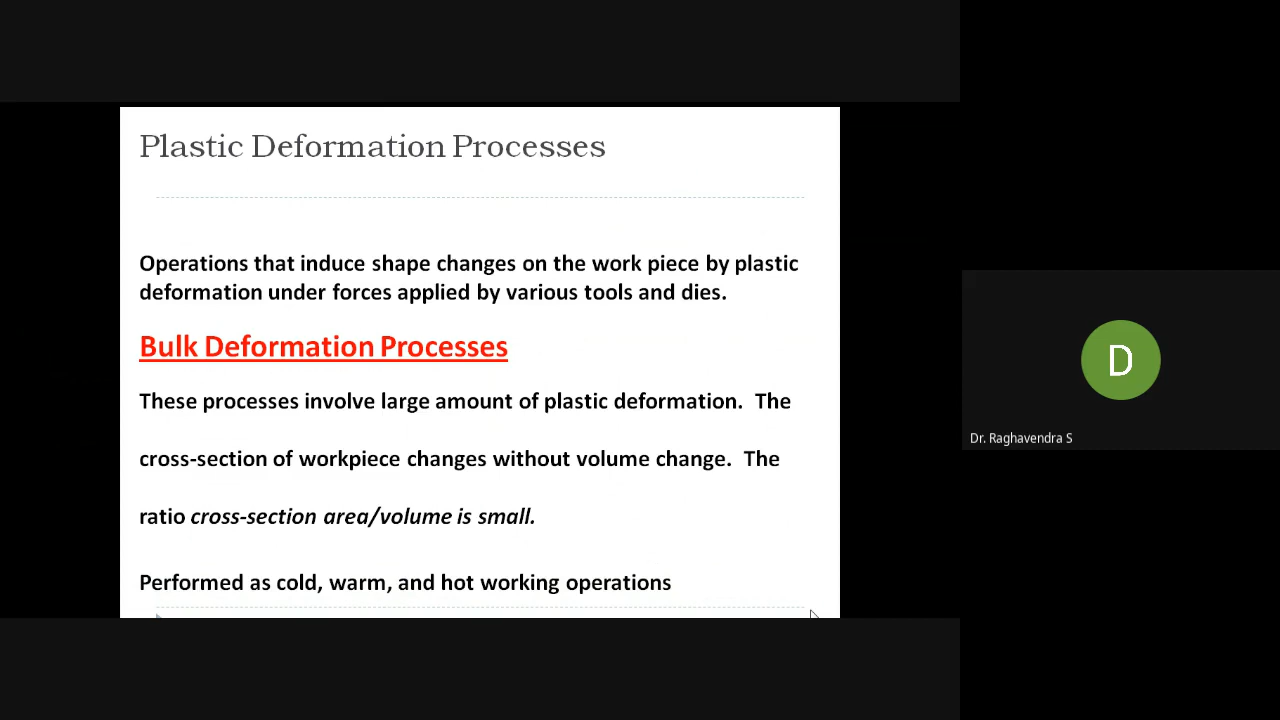 Plastic Deformation Processes
Operations that induce shape changes on the work piece by plastic
deformation under forces applied by various tools and dies.
Bulk Deformation Processes
These processes involve large amount of plastic deformation. The
cross-section of workpiece changes without volume change. The
ratio cross-section area/volume is small.
Performed as cold, warm, and hot working operations
D
Dr. Raghavendra S